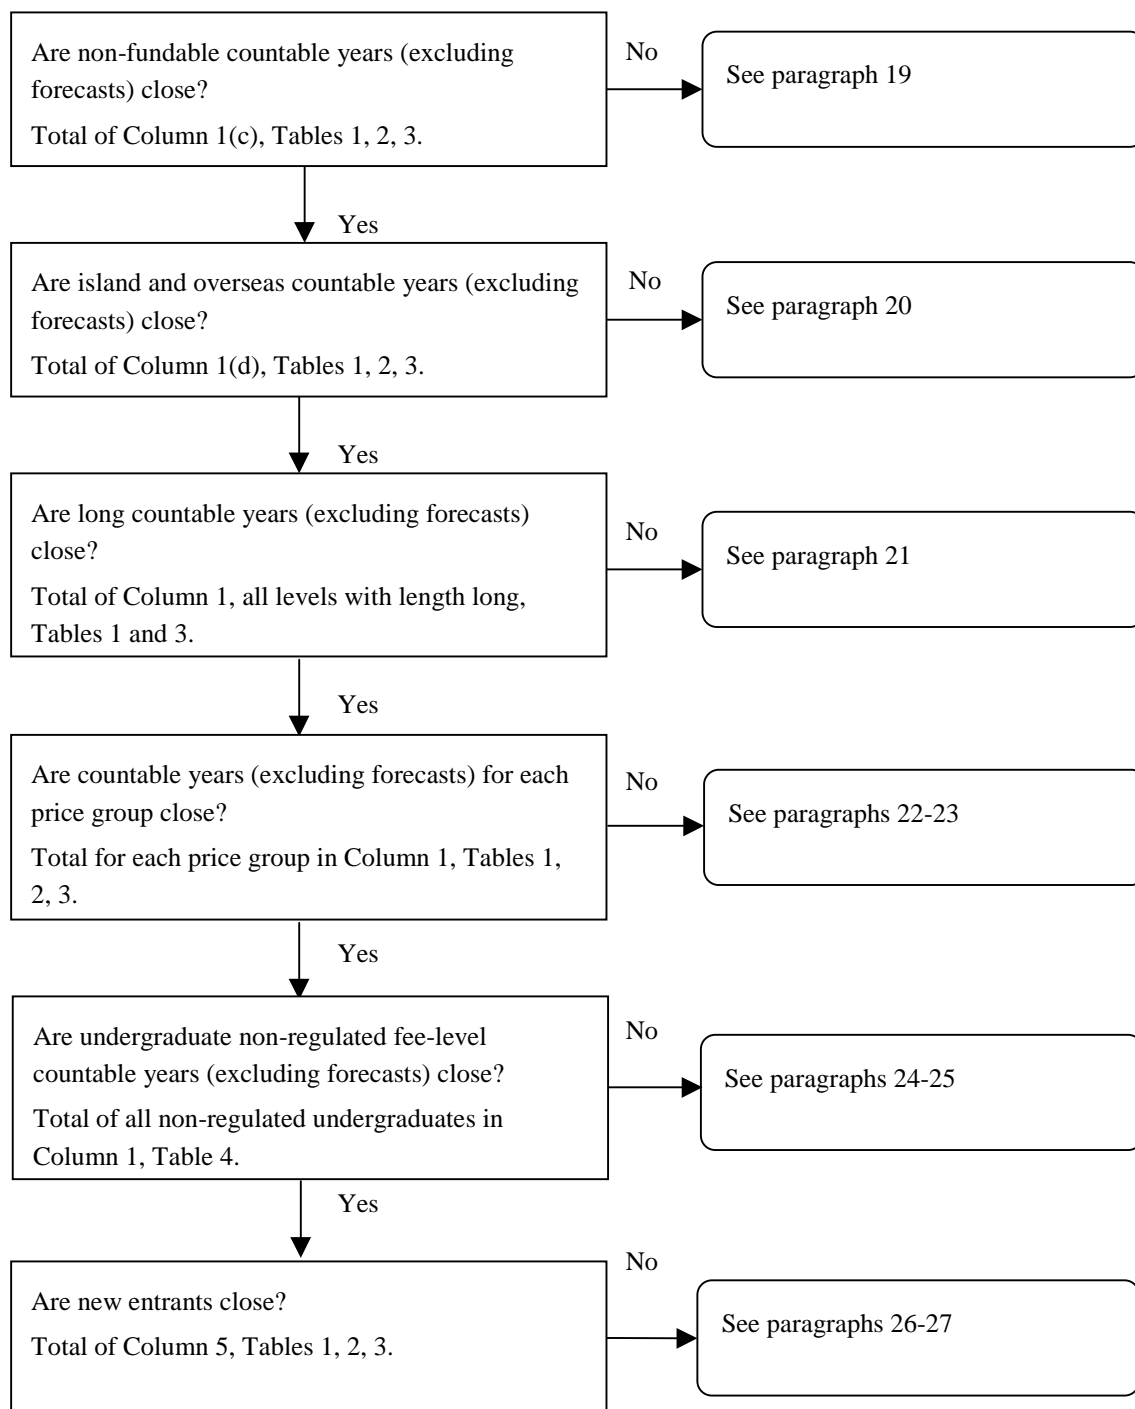 Are non-fundable countable years (excluding
forecasts) close?
Total of Column 1(c), Tables 1, 2, 3.
No
See paragraph 19
Yes
Are island and overseas countable years (excluding
forecasts) close?
Total of Column 1(d), Tables 1, 2, 3.
No
See paragraph 20
Yes
Are long countable years (excluding forecasts)
close?
Total of Column 1, all levels with length long,
Tables 1 and 3.
No
See paragraph 21
Yes
Are countable years (excluding forecasts) for each
price group close?
Total for each price group in Column 1, Tables 1,
2, 3.
No
See paragraphs 22-23
Yes
Are undergraduate non-regulated fee-level
countable years (excluding forecasts) close?
Total of all non-regulated undergraduates in
Column 1, Table 4.
No
See paragraphs 24-25
Yes
Are new entrants close?
Total of Column 5, Tables 1, 2, 3.
No
See paragraphs 26-27